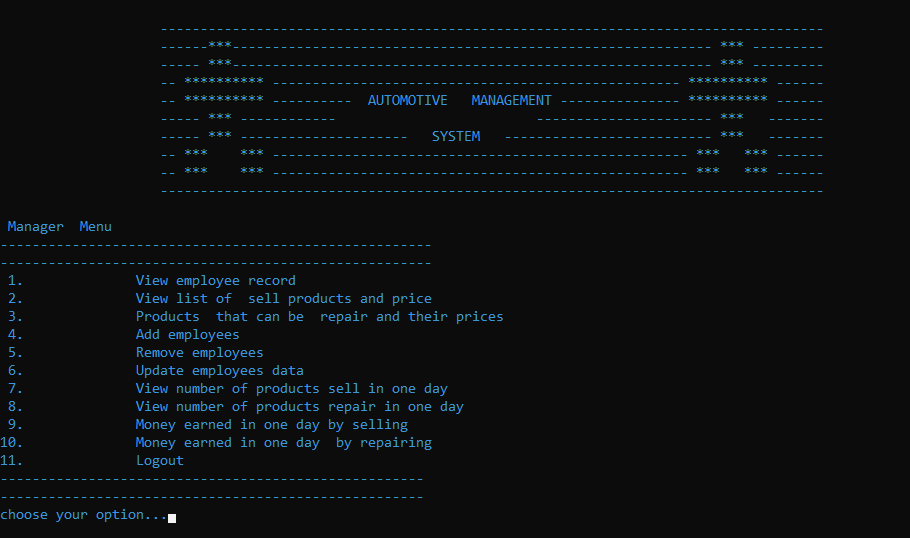 -----------------------------------------------------------------------------------
------***------------------------------------------------------------ *** ---------
----- ***------------------------------------------------------------ *** ---------
-- ********** --------------------------------------------------- ********** ------
-- ********** ----------  AUTOMOTIVE   MANAGEMENT --------------- ********** ------
----- *** ------------                         ---------------------- ***    -------
----- *** ---------------------   SYSTEM   -------------------------- ***   -------
-- ***    *** ---------------------------------------------------- ***   *** ------
-- ***    *** ---------------------------------------------------- ***   *** ------
-----------------------------------------------------------------------------------
Manager  Menu
------------------------------------------------------
------------------------------------------------------
1.              View employee record
2.              View list of  sell products and price
3.              Products  that can be  repair and their prices
4.              Add employees
5.              Remove employees
6.              Update employees data
7.              View number of products sell in one day
8.              View number of products repair in one day
9.              Money earned in one day by selling
10.              Money earned in one day  by repairing
11.              Logout
-----------------------------------------------------
-----------------------------------------------------
choose your option...